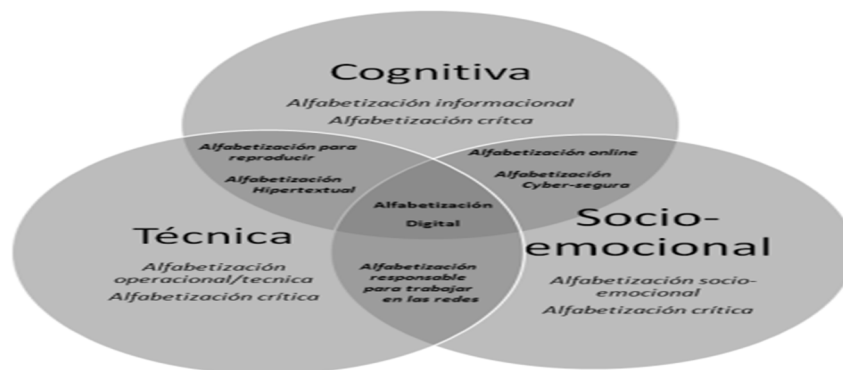 Cognitiva
Alfabetización informacional
Alfabetización crítca
Alfabetización para
reproducir
Alfabetización
Hipertextual
Alfabetización online
Alfabetización
Cyber-segura
Alfabetización
Digital
Técnica
Alfabetización
operacional/tecnica
Alfabetización crítica
Alfabetización
responsable
para trabajar
en las redes
Socio-
emocional
Alfabetización socio-
emocional
Alfabetización crítica